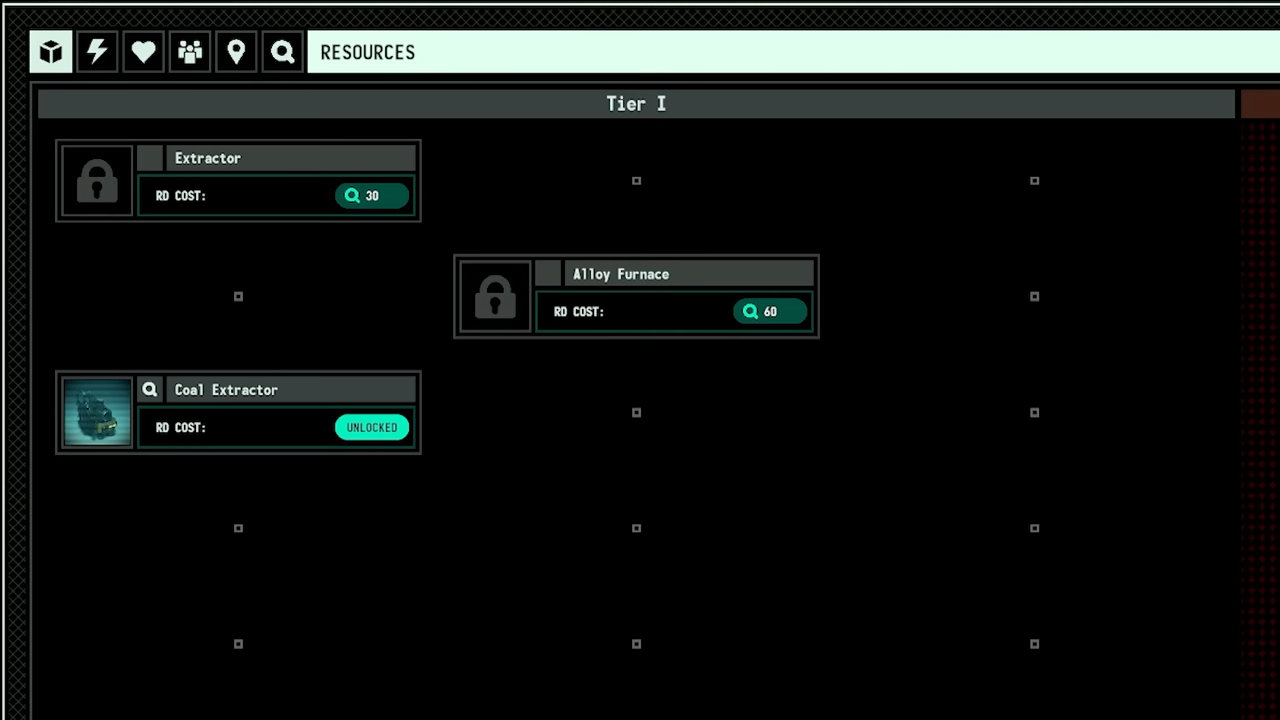 RESOURCES
Tier I
Extractor
RD COST: 30
Alloy Furnace
RD COST: 60
Coal Extractor
RD COST: UNLOCKED